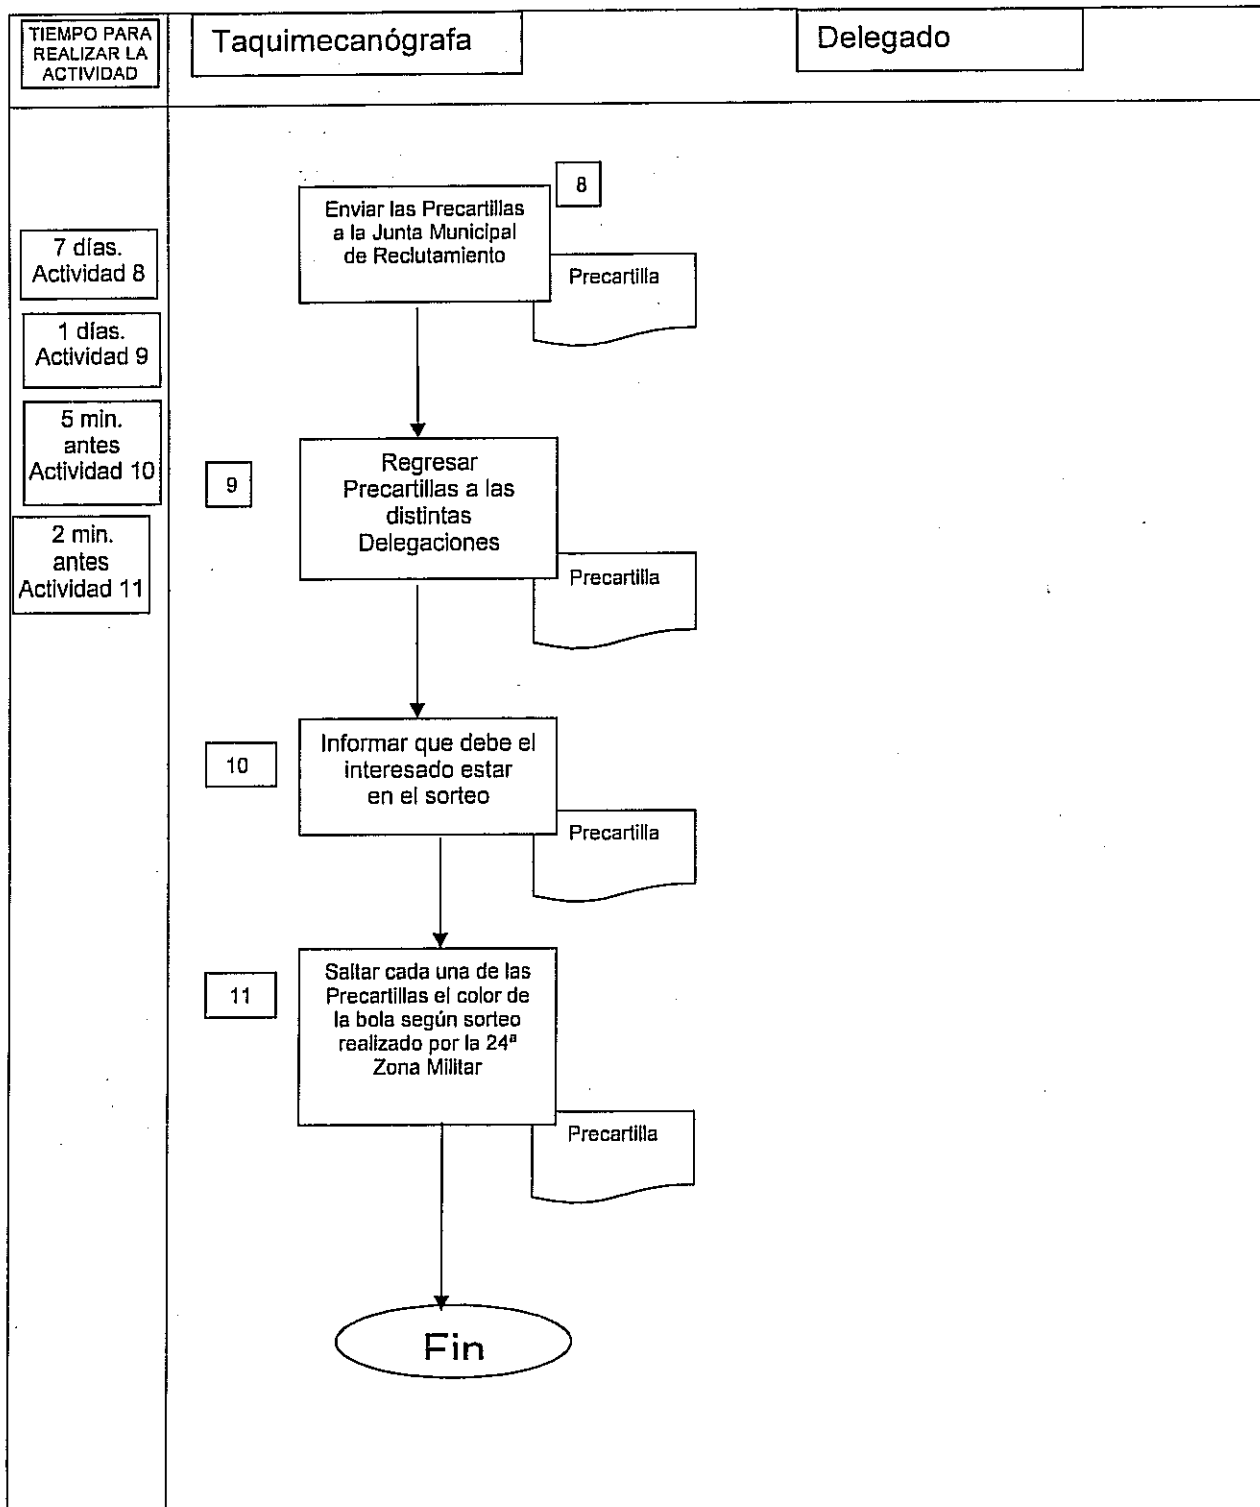 TIEMPO PARA
REALIZAR LA
ACTIVIDAD
Taquimecanógrafa
Delegado
8
Enviar las Precartillas
a la Junta Municipal
de Reclutamiento
Precartilla
7 días.
Actividad 8
1 días.
Actividad 9
5 min.
antes
Actividad 10
2 min.
antes
Actividad 11
9
Regresar
Precartillas a las
distintas
Delegaciones
Precartilla
10
Informar que debe el
interesado estar
en el sorteo
Precartilla
11
Saltar cada una de las
Precartillas el color de
la bola según sorteo
realizado por la 24ª
Zona Militar
Precartilla
Fin